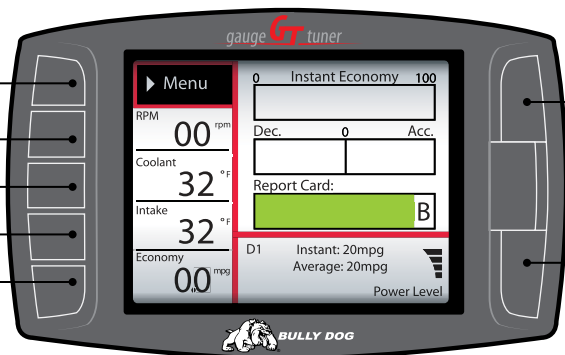 gauge GT tuner
Menu
RPM
00 rpm
Coolant
32 °F
Intake
32 °F
Economy
0.0 mpg
0 Instant Economy 100
Dec. 0 Acc.
Report Card:
B
D1 Instant: 20mpg
Average: 20mpg
Power Level
BULLY DOG